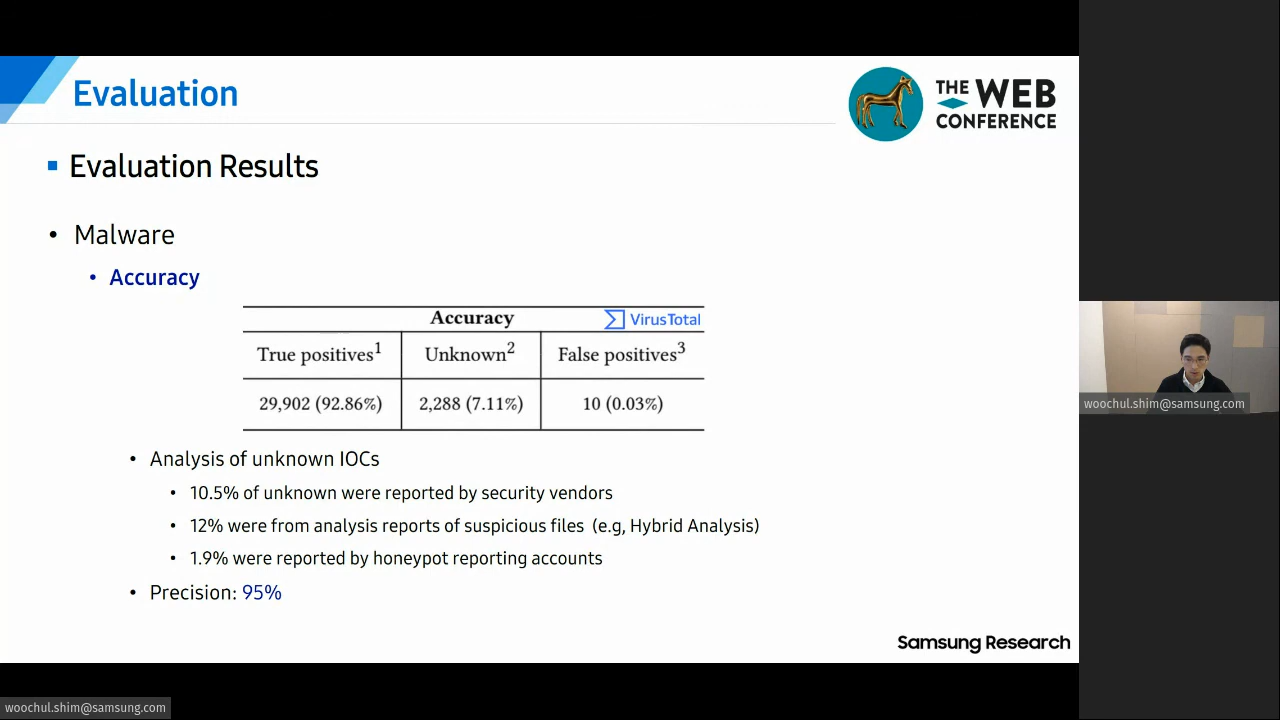 Evaluation
THE WEB
CONFERENCE
▪ Evaluation Results
• Malware
• Accuracy
Accuracy
VirusTotal
True positives1 Unknown2 False positives3
29,902 (92.86%) 2,288 (7.11%) 10 (0.03%)
• Analysis of unknown IOCs
• 10.5% of unknown were reported by security vendors
• 12% were from analysis reports of suspicious files (e.g, Hybrid Analysis)
• 1.9% were reported by honeypot reporting accounts
• Precision: 95%
Samsung Research
woochul.shim@samsung.com
woochul.shim@samsung.com